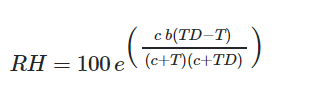 RH = 100 e^( (c b(TD−T)) / ((c+T)(c+TD)) )